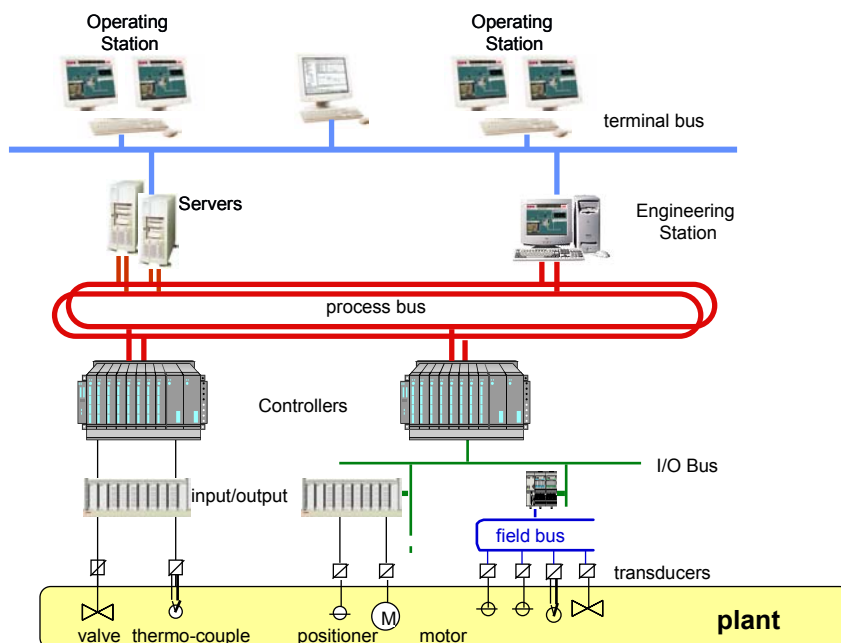 Operating
Station
Operating
Station
terminal bus
Servers
Engineering
Station
process bus
Controllers
I/O Bus
input/output
field bus
transducers
M
plant
valve thermo-couple positioner motor